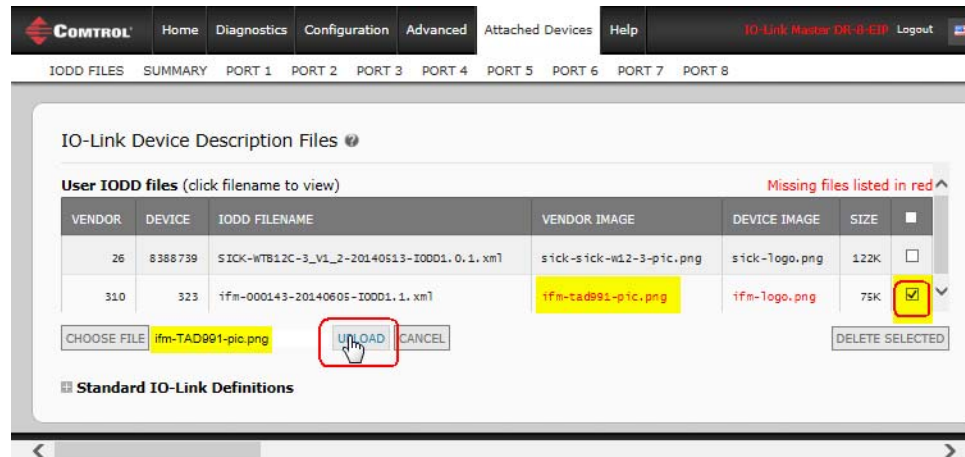 COMTROL Home Diagnostics Configuration Advanced Attached Devices Help IO-Link Master DR-8-EIP Logout
IODD FILES SUMMARY PORT 1 PORT 2 PORT 3 PORT 4 PORT 5 PORT 6 PORT 7 PORT 8
IO-Link Device Description Files
User IODD files (click filename to view) Missing files listed in red
VENDOR DEVICE IODD FILENAME VENDOR IMAGE DEVICE IMAGE SIZE
26 8388739 SICK-WTB12C-3_V1_2-20140513-IODD1.0.1.xml sick-sick-w12-3-pic.png sick-logo.png 122K
310 323 ifm-000143-20140605-IODD1.1.xml ifm-tad991-pic.png ifm-logo.png 75K
CHOOSE FILE ifm-TAD991-pic.png UPLOAD CANCEL DELETE SELECTED
Standard IO-Link Definitions